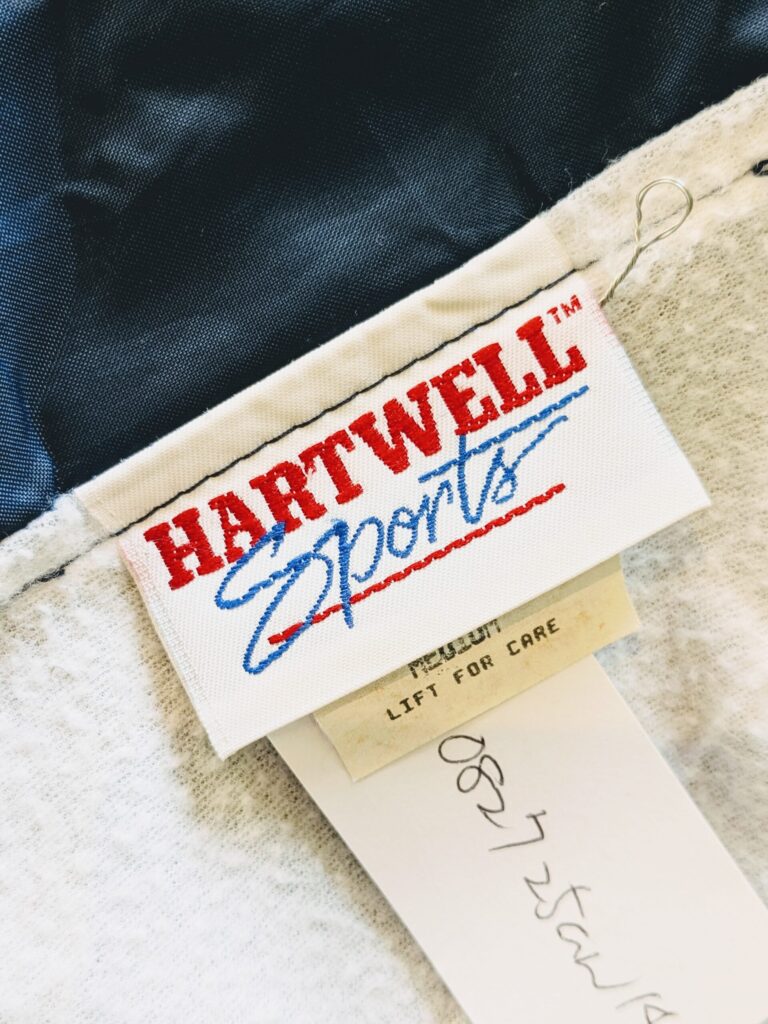 HARTWELL™
Sports
MEDIUM
LIFT FOR CARE
0827